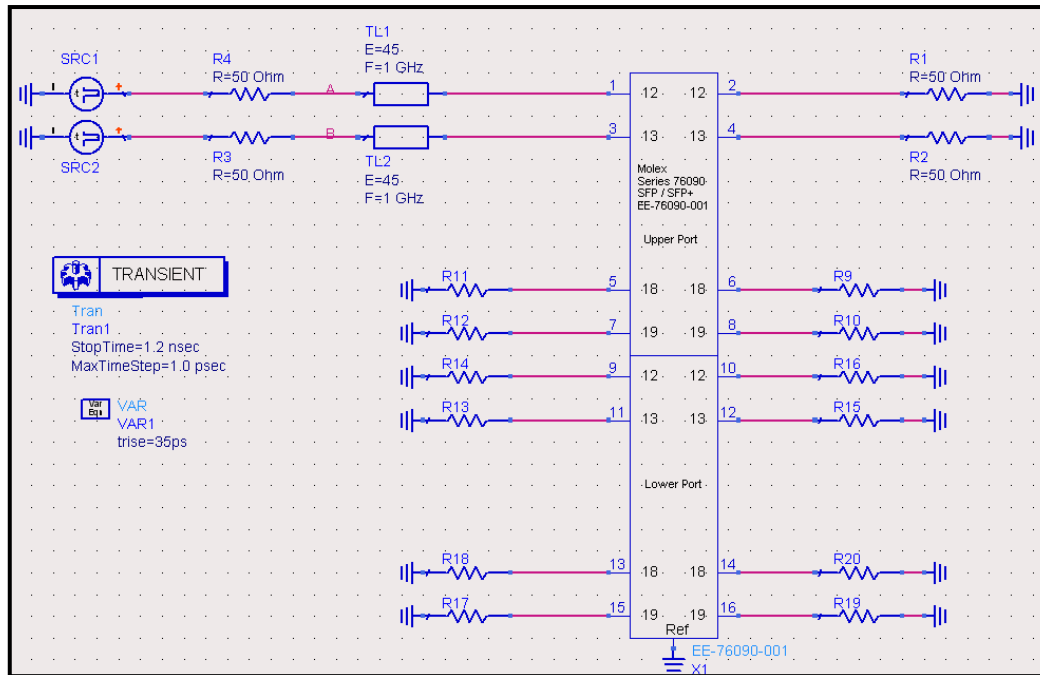 SRC1
R4
R=50 Ohm
A
TL1
E=45
F=1 GHz
1
12
12
2
R1
R=50 Ohm
SRC2
R3
R=50 Ohm
B
TL2
E=45
F=1 GHz
3
13
13
4
R2
R=50 Ohm
Molex
Series 76090
SFP / SFP+
EE-76090-001
Upper Port
TRANSIENT
Tran
Tran1
StopTime=1.2 nsec
MaxTimeStep=1.0 psec
Var
Eqn
VAR
VAR1
trise=35ps
R11
5
18
18
6
R9
R12
7
19
19
8
R10
R14
9
12
12
10
R16
R13
11
13
13
12
R15
Lower Port
R18
13
18
18
14
R20
R17
15
19
19
16
R19
Ref
EE-76090-001
X1